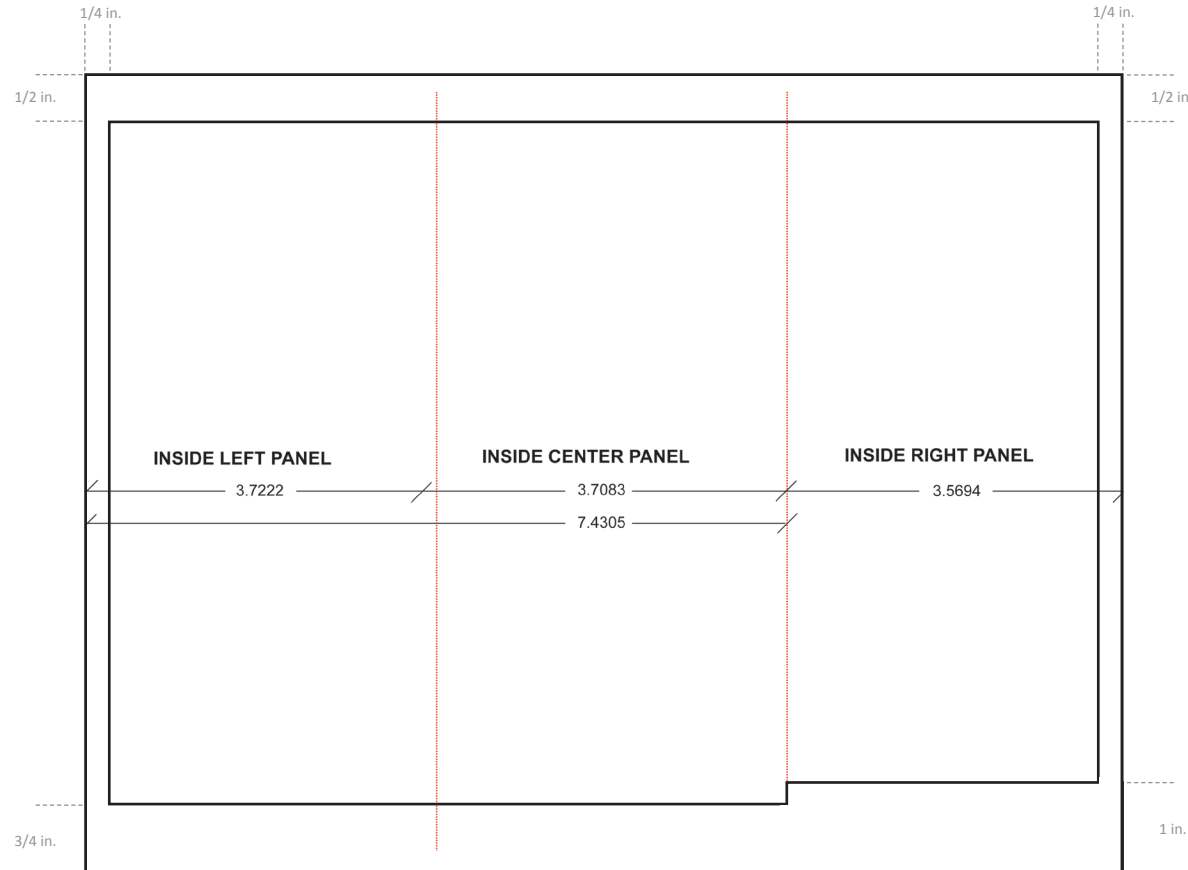 1/4 in.
1/4 in.
1/2 in.
1/2 in
INSIDE LEFT PANEL
INSIDE CENTER PANEL
INSIDE RIGHT PANEL
3.7222
3.7083
3.5694
7.4305
3/4 in.
1 in.